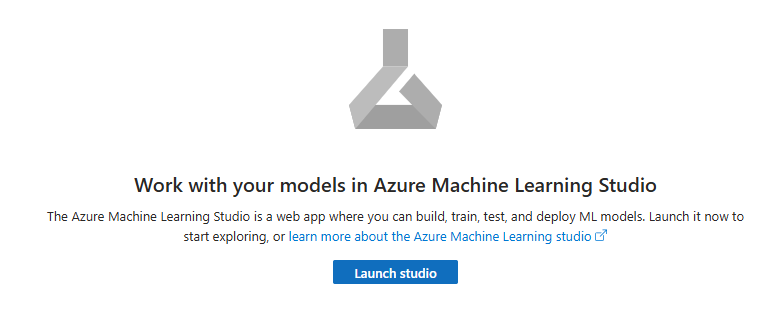 Work with your models in Azure Machine Learning Studio
The Azure Machine Learning Studio is a web app where you can build, train, test, and deploy ML models. Launch it now to
start exploring, or learn more about the Azure Machine Learning studio
Launch studio